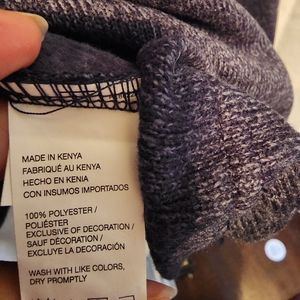 MADE IN KENYA
FABRIQUÉ AU KENYA
HECHO EN KENIA
CON INSUMOS IMPORTADOS
100% POLYESTER /
POLIÉSTER
EXCLUSIVE OF DECORATION /
SAUF DÉCORATION /
EXCLUYE LA DECORACIÓN
WASH WITH LIKE COLORS,
DRY PROMPTLY